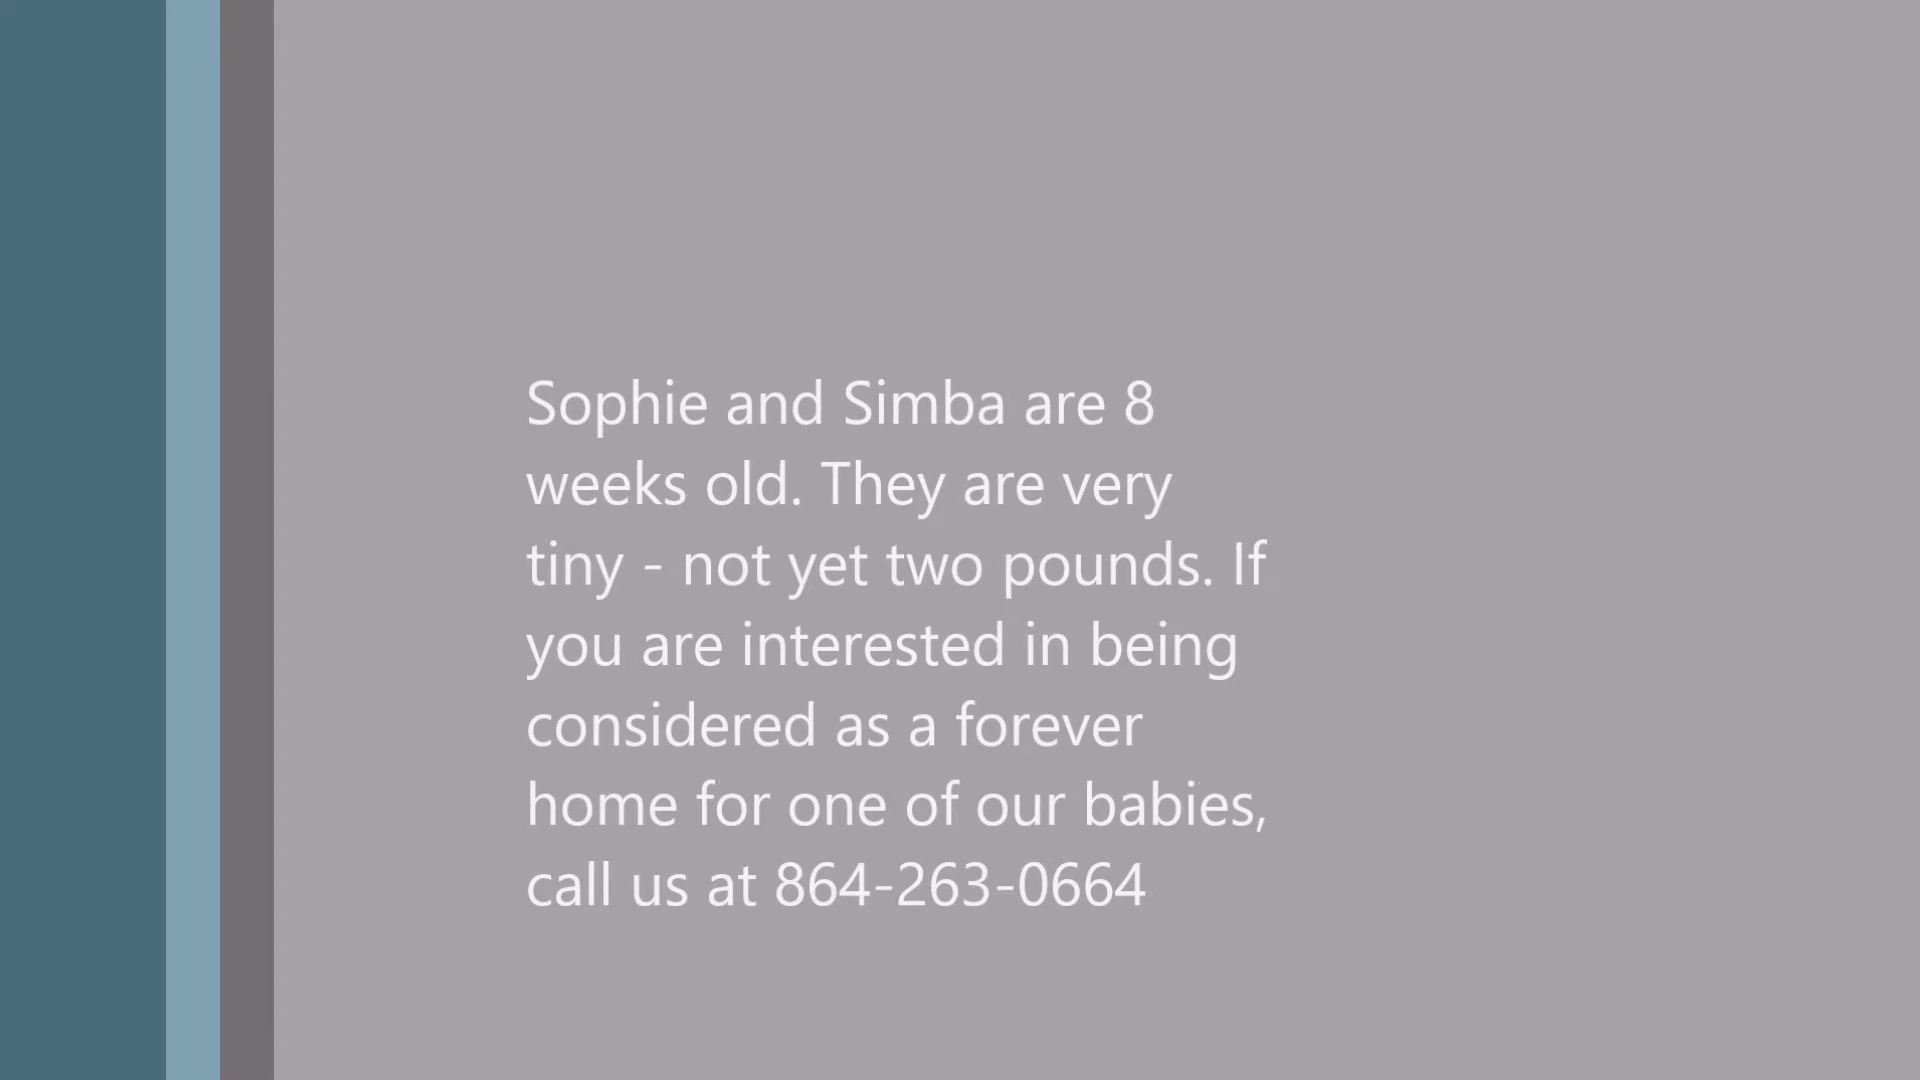 Sophie and Simba are 8
weeks old. They are very
tiny - not yet two pounds. If
you are interested in being
considered as a forever
home for one of our babies,
call us at 864-263-0664